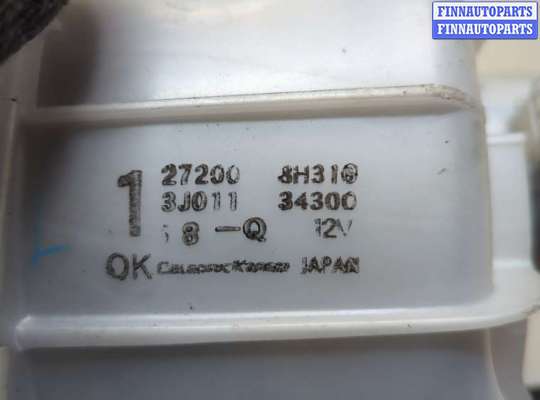 FINNAUTOPARTS
FINNAUTOPARTS
1
27200 8H310
3J011 34300
8-Q 12V
OK CalsonicKansei JAPAN